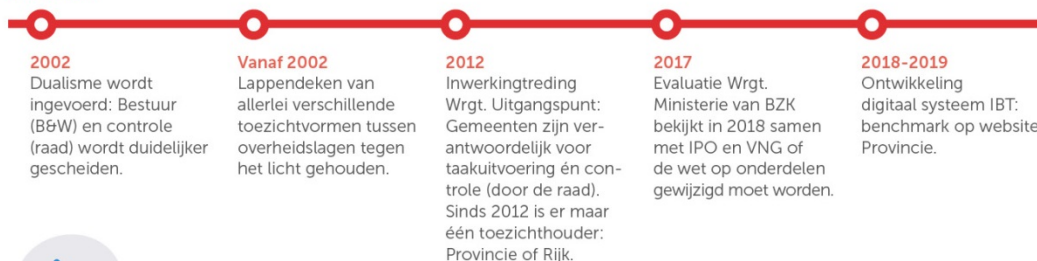 2002
Dualisme wordt
ingevoerd: Bestuur
(B&W) en controle
(raad) wordt duidelijker
gescheiden.
Vanaf 2002
Lappendeken van
allerlei verschillende
toezichtvormen tussen
overheidslagen tegen
het licht gehouden.
2012
Inwerkingtreding
Wrgt. Uitgangspunt:
Gemeenten zijn ver-
antwoordelijk voor
taakuitvoering én con-
trole (door de raad).
Sinds 2012 is er maar
één toezichthouder:
Provincie of Rijk.
2017
Evaluatie Wrgt.
Ministerie van BZK
bekijkt in 2018 samen
met IPO en VNG of
de wet op onderdelen
gewijzigd moet worden.
2018-2019
Ontwikkeling
digitaal systeem IBT:
benchmark op website
Provincie.